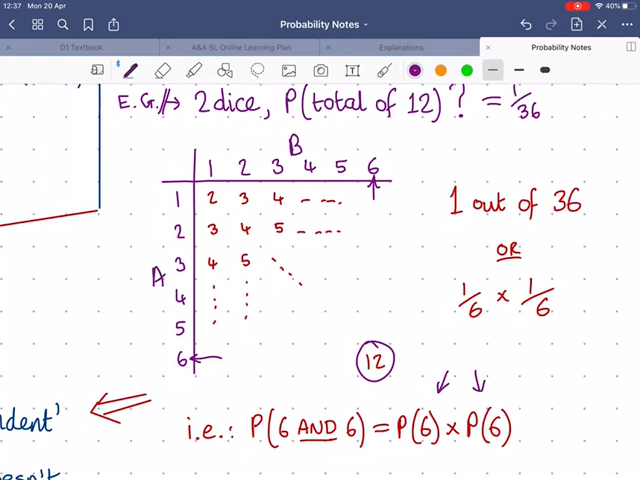 12:37 Mon 20 Apr
40%
Probability Notes
D1 Textbook
A&A SL Online Learning Plan
Explanations
Probability Notes
E.G.// 2 dice, P(total of 12)? = 1/36
B
1 2 3 4 5 6
1 2 3 4 - - ...
2 3 4 5 - - - ...
A 3 4 5
4
5
6
12
1 out of 36
OR
1/6 × 1/6
dent'
i.e.: P(6 AND 6) = P(6) × P(6)
esn't